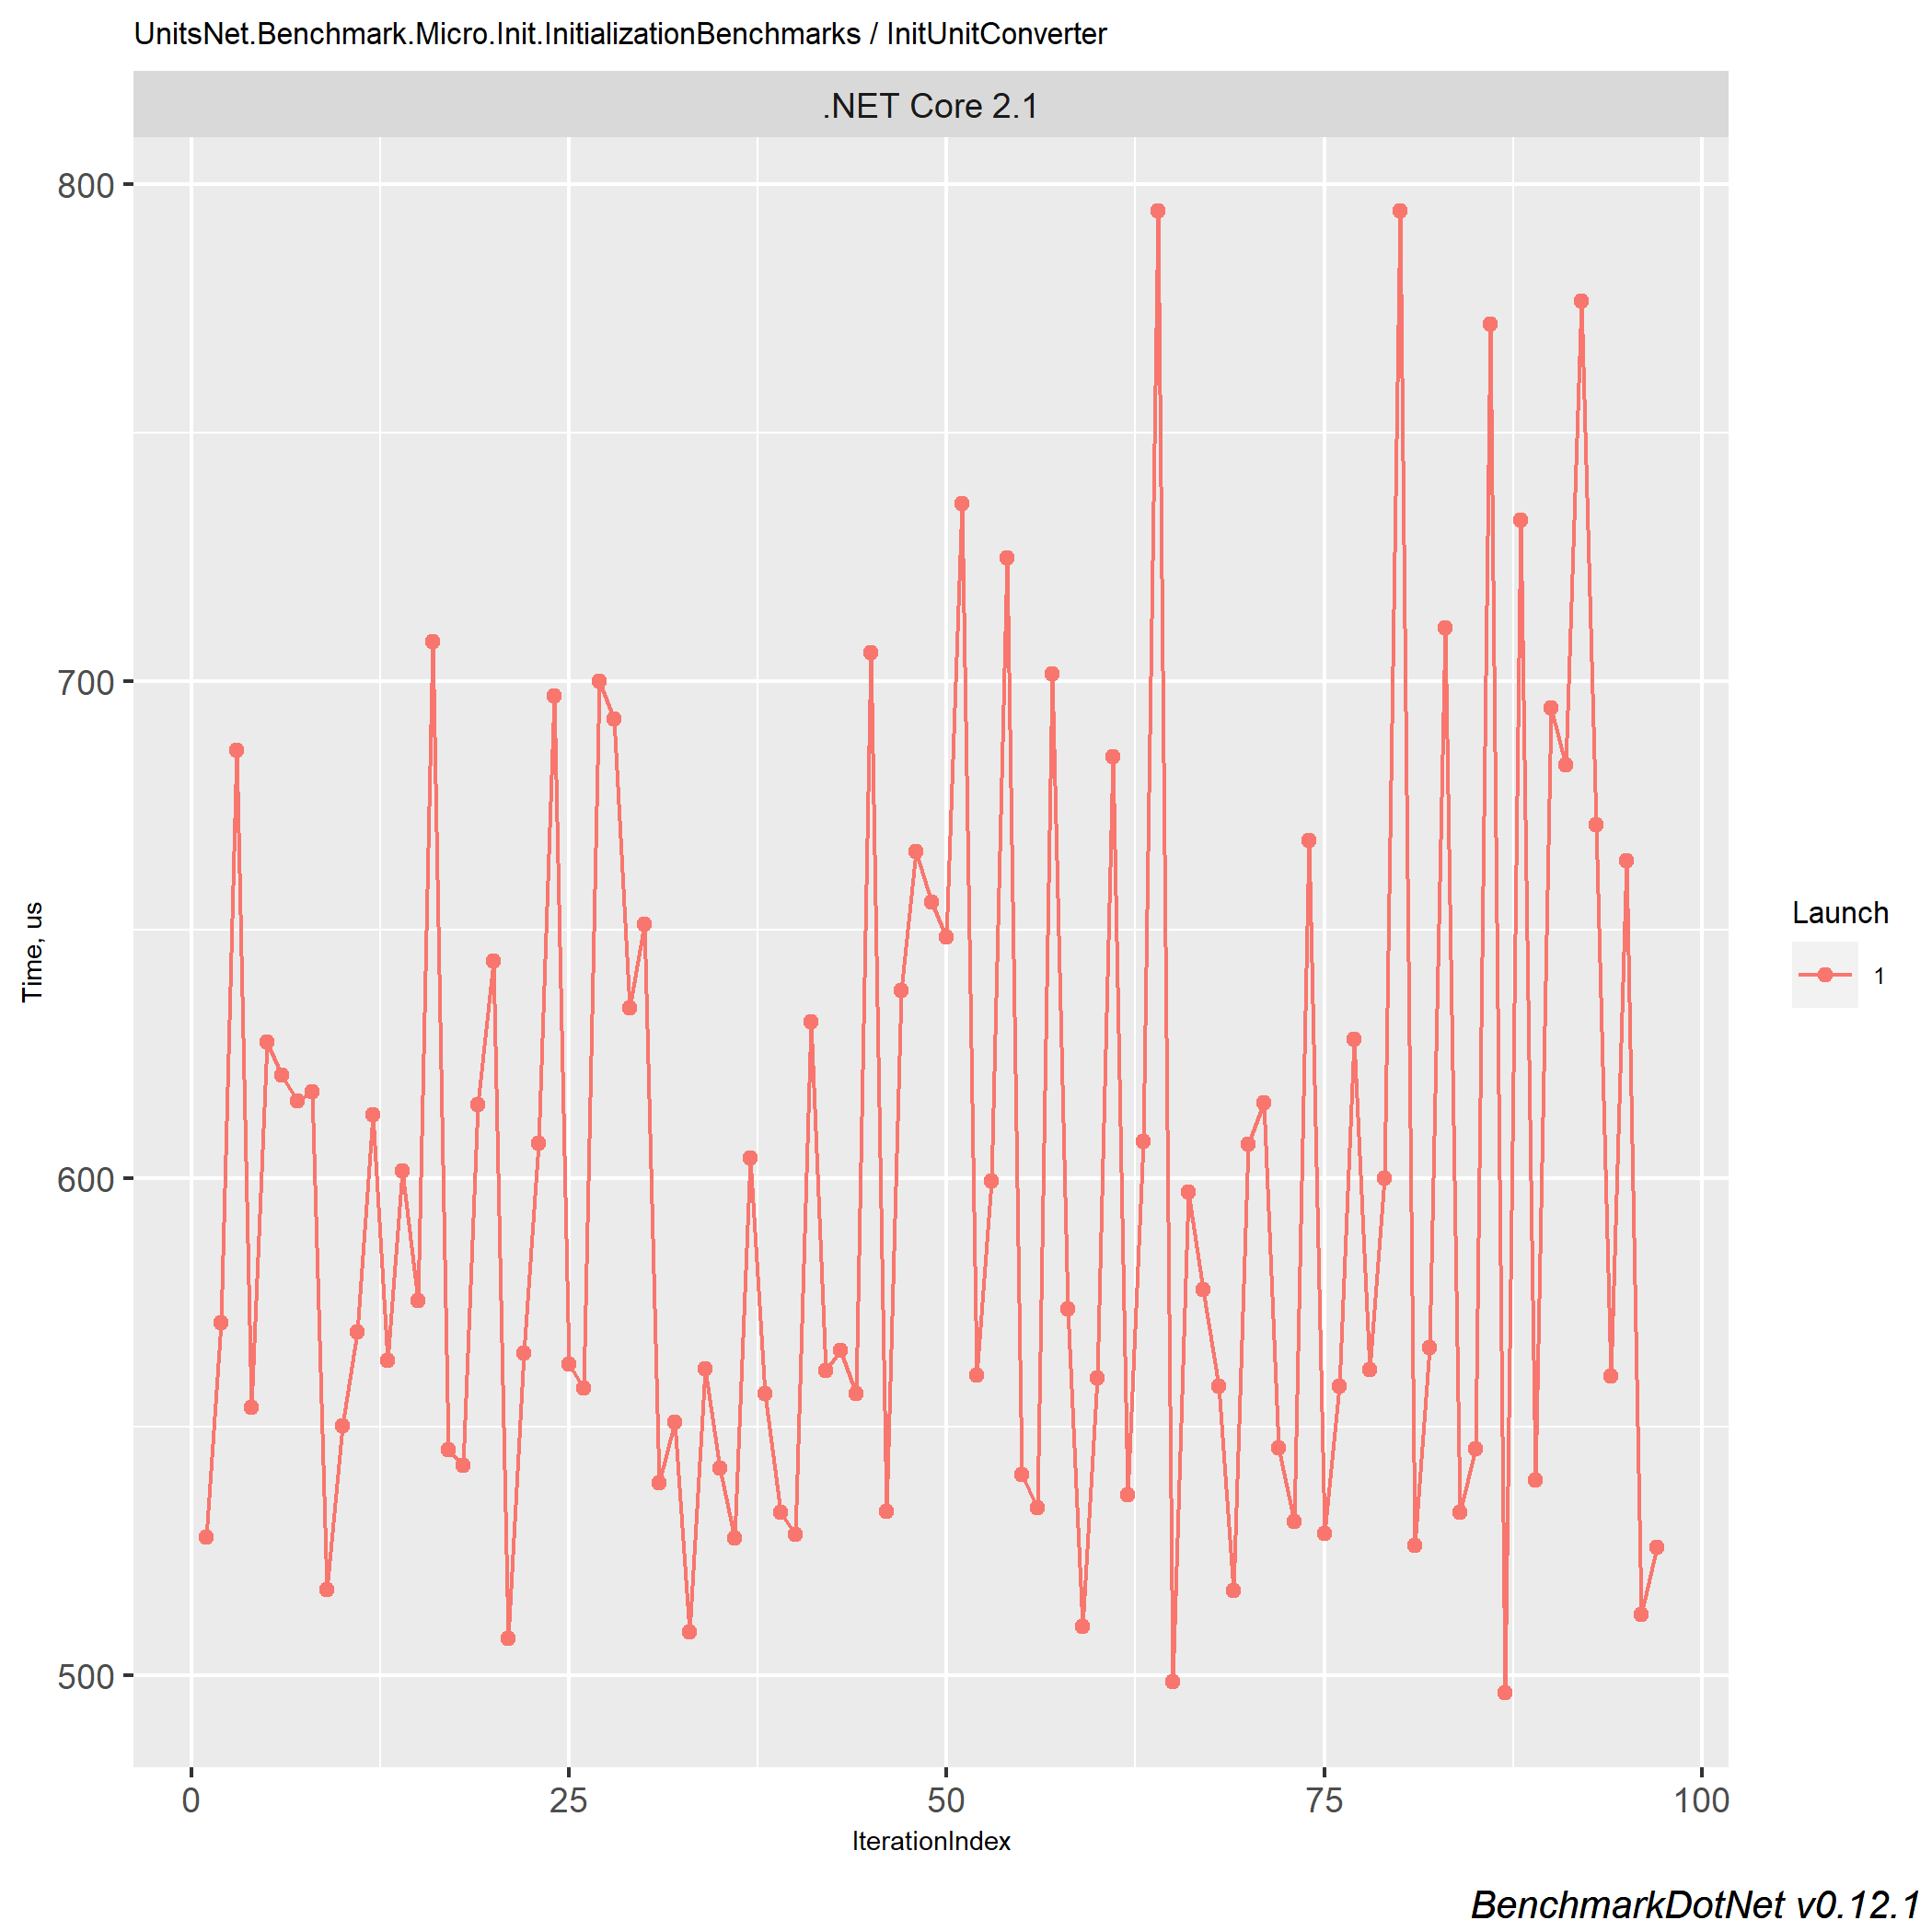 UnitsNet.Benchmark.Micro.Init.InitializationBenchmarks / InitUnitConverter
.NET Core 2.1
800
700
600
500
Time, us
0 25 50 75 100
IterationIndex
Launch
1
BenchmarkDotNet v0.12.1